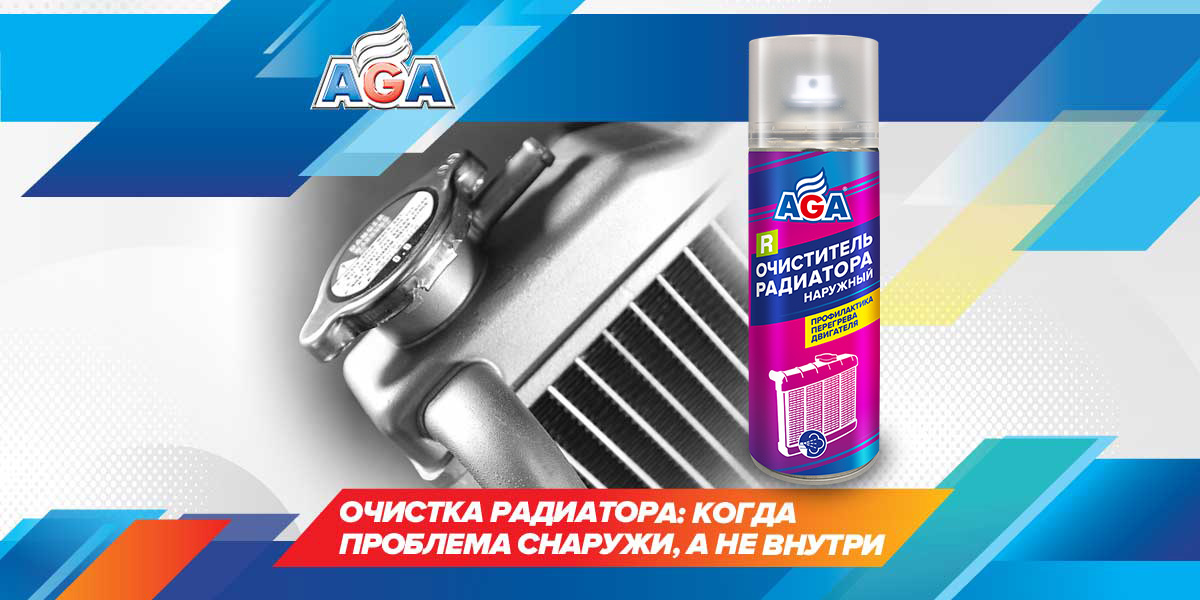 AGA
AGA
R
ОЧИСТИТЕЛЬ
РАДИАТОРА
НАРУЖНЫЙ
ПРОФИЛАКТИКА
ПЕРЕГРЕВА
ДВИГАТЕЛЯ
ОЧИСТКА РАДИАТОРА: КОГДА
ПРОБЛЕМА СНАРУЖИ, А НЕ ВНУТРИ